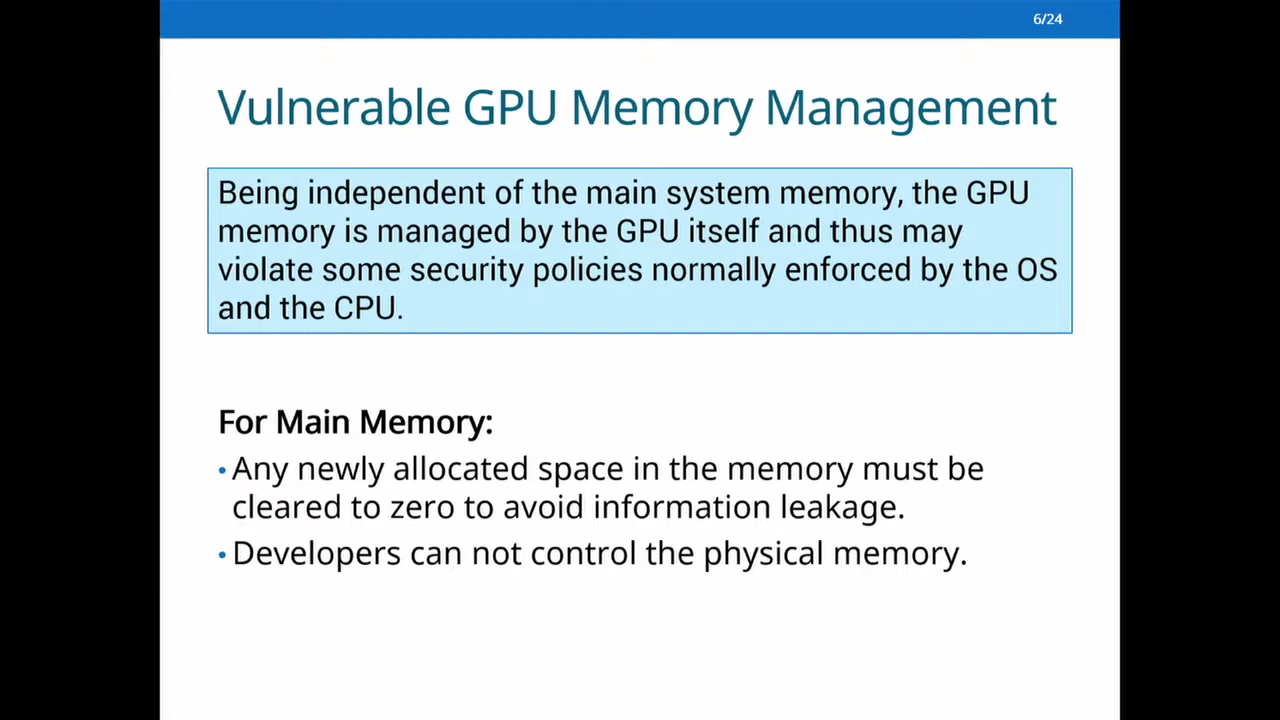 6/24
Vulnerable GPU Memory Management
Being independent of the main system memory, the GPU
memory is managed by the GPU itself and thus may
violate some security policies normally enforced by the OS
and the CPU.
For Main Memory:
• Any newly allocated space in the memory must be
cleared to zero to avoid information leakage.
• Developers can not control the physical memory.